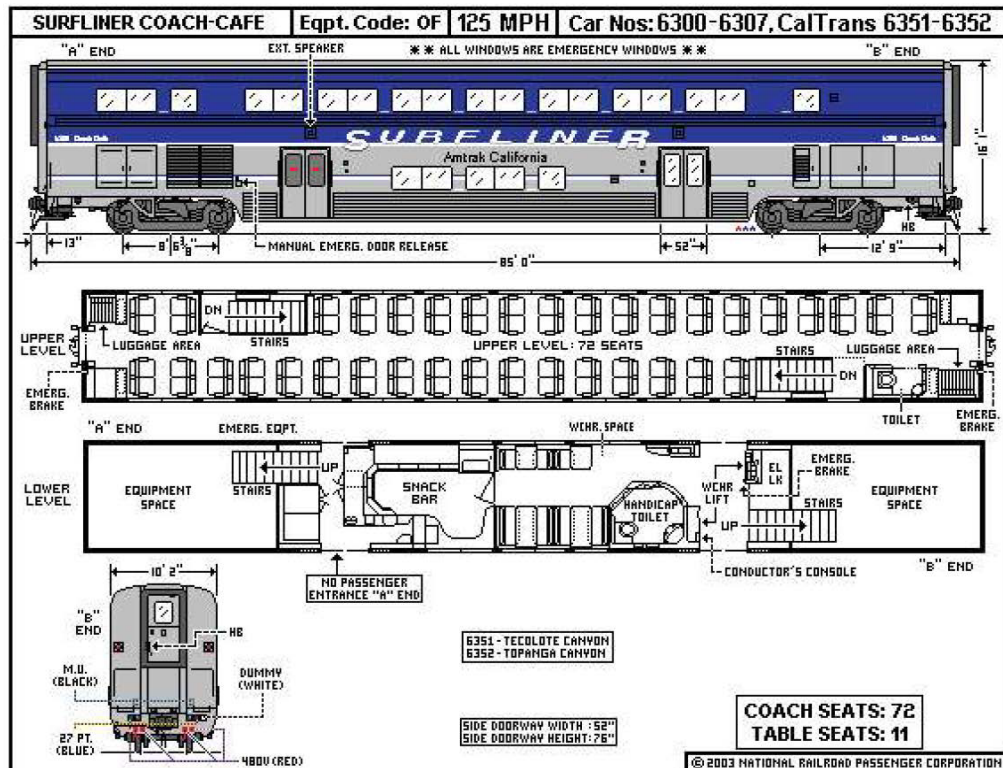 SURFLINER COACH-CAFE
Eqpt. Code: OF
125 MPH
Car Nos: 6300-6307, CalTrans 6351-6352
"A" END
EXT. SPEAKER
** ALL WINDOWS ARE EMERGENCY WINDOWS **
"B" END
SURFLINER
Amtrak California
16' 1"
13"
8' 6 3/8"
MANUAL EMERG. DOOR RELEASE
52"
HB
12' 9"
85' 0"
UPPER LEVEL
DN
STAIRS
LUGGAGE AREA
UPPER LEVEL: 72 SEATS
STAIRS
DN
LUGGAGE AREA
EMERG. BRAKE
TOILET
EMERG. BRAKE
"A" END
EMERG. EQPT.
WCHR. SPACE
LOWER LEVEL
EQUIPMENT SPACE
UP
STAIRS
SNACK BAR
HANDICAP TOILET
WCHR LIFT
EL LK
EMERG. BRAKE
STAIRS
UP
EQUIPMENT SPACE
NO PASSENGER
ENTRANCE "A" END
CONDUCTOR'S CONSOLE
"B" END
10' 2"
"B" END
HB
M.U. (BLACK)
DUMMY (WHITE)
27 PT. (BLUE)
480V (RED)
6351 - TECOLOTE CANYON
6352 - TOPANGA CANYON
SIDE DOORWAY WIDTH : 52"
SIDE DOORWAY HEIGHT: 76"
COACH SEATS: 72
TABLE SEATS: 11
© 2003 NATIONAL RAILROAD PASSENGER CORPORATION